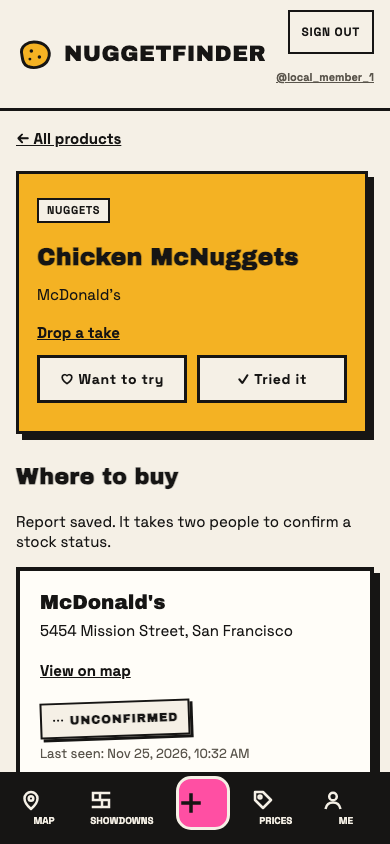 NUGGETFINDER
SIGN OUT
@local_member_1
← All products
NUGGETS
Chicken McNuggets
McDonald's
Drop a take
♡ Want to try
✓ Tried it
Where to buy
Report saved. It takes two people to confirm a
stock status.
McDonald's
5454 Mission Street, San Francisco
View on map
··· UNCONFIRMED
Last seen: Nov 25, 2026, 10:32 AM
MAP
SHOWDOWNS
+
PRICES
ME